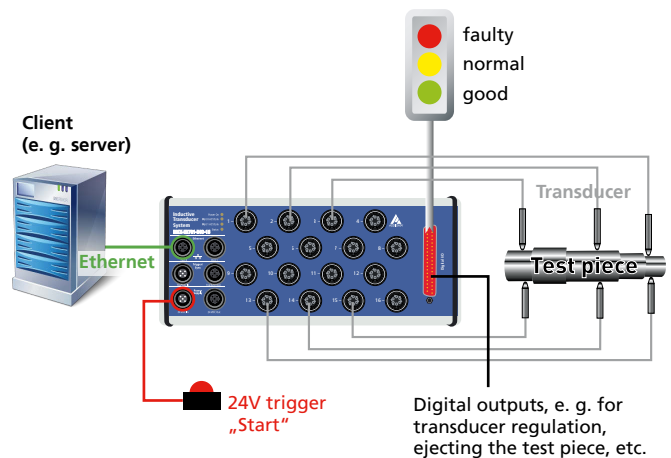 faulty
normal
good
Client
(e. g. server)
Transducer
Inductive
Transducer
System
1
2
3
4
5
6
7
8
9
10
11
12
13
14
15
16
Ethernet
Test piece
24V trigger
„Start“
Digital outputs, e. g. for
transducer regulation,
ejecting the test piece, etc.